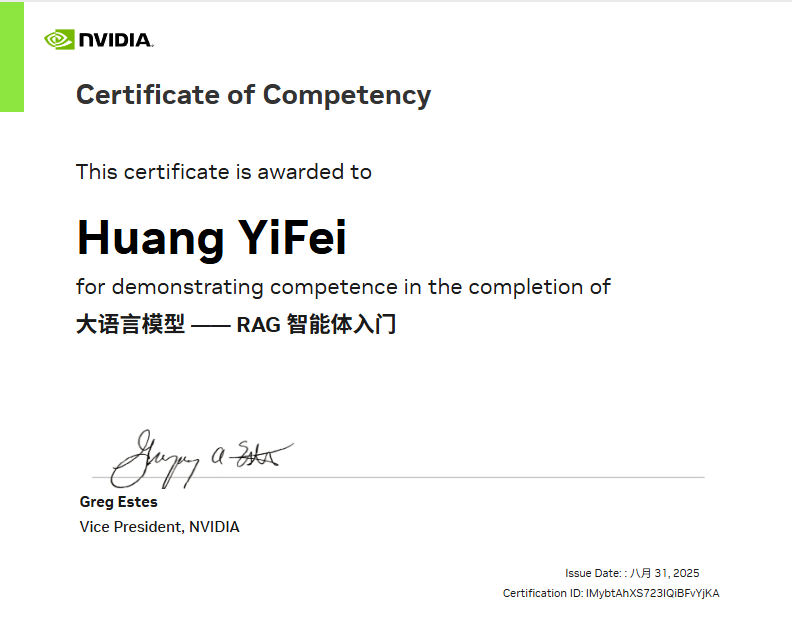 NVIDIA.
Certificate of Competency
This certificate is awarded to
Huang YiFei
for demonstrating competence in the completion of
大语言模型 —— RAG 智能体入门
Greg Estes
Vice President, NVIDIA
Issue Date: : 八月 31, 2025
Certification ID: IMybtAhXS723IQiBFvYjKA